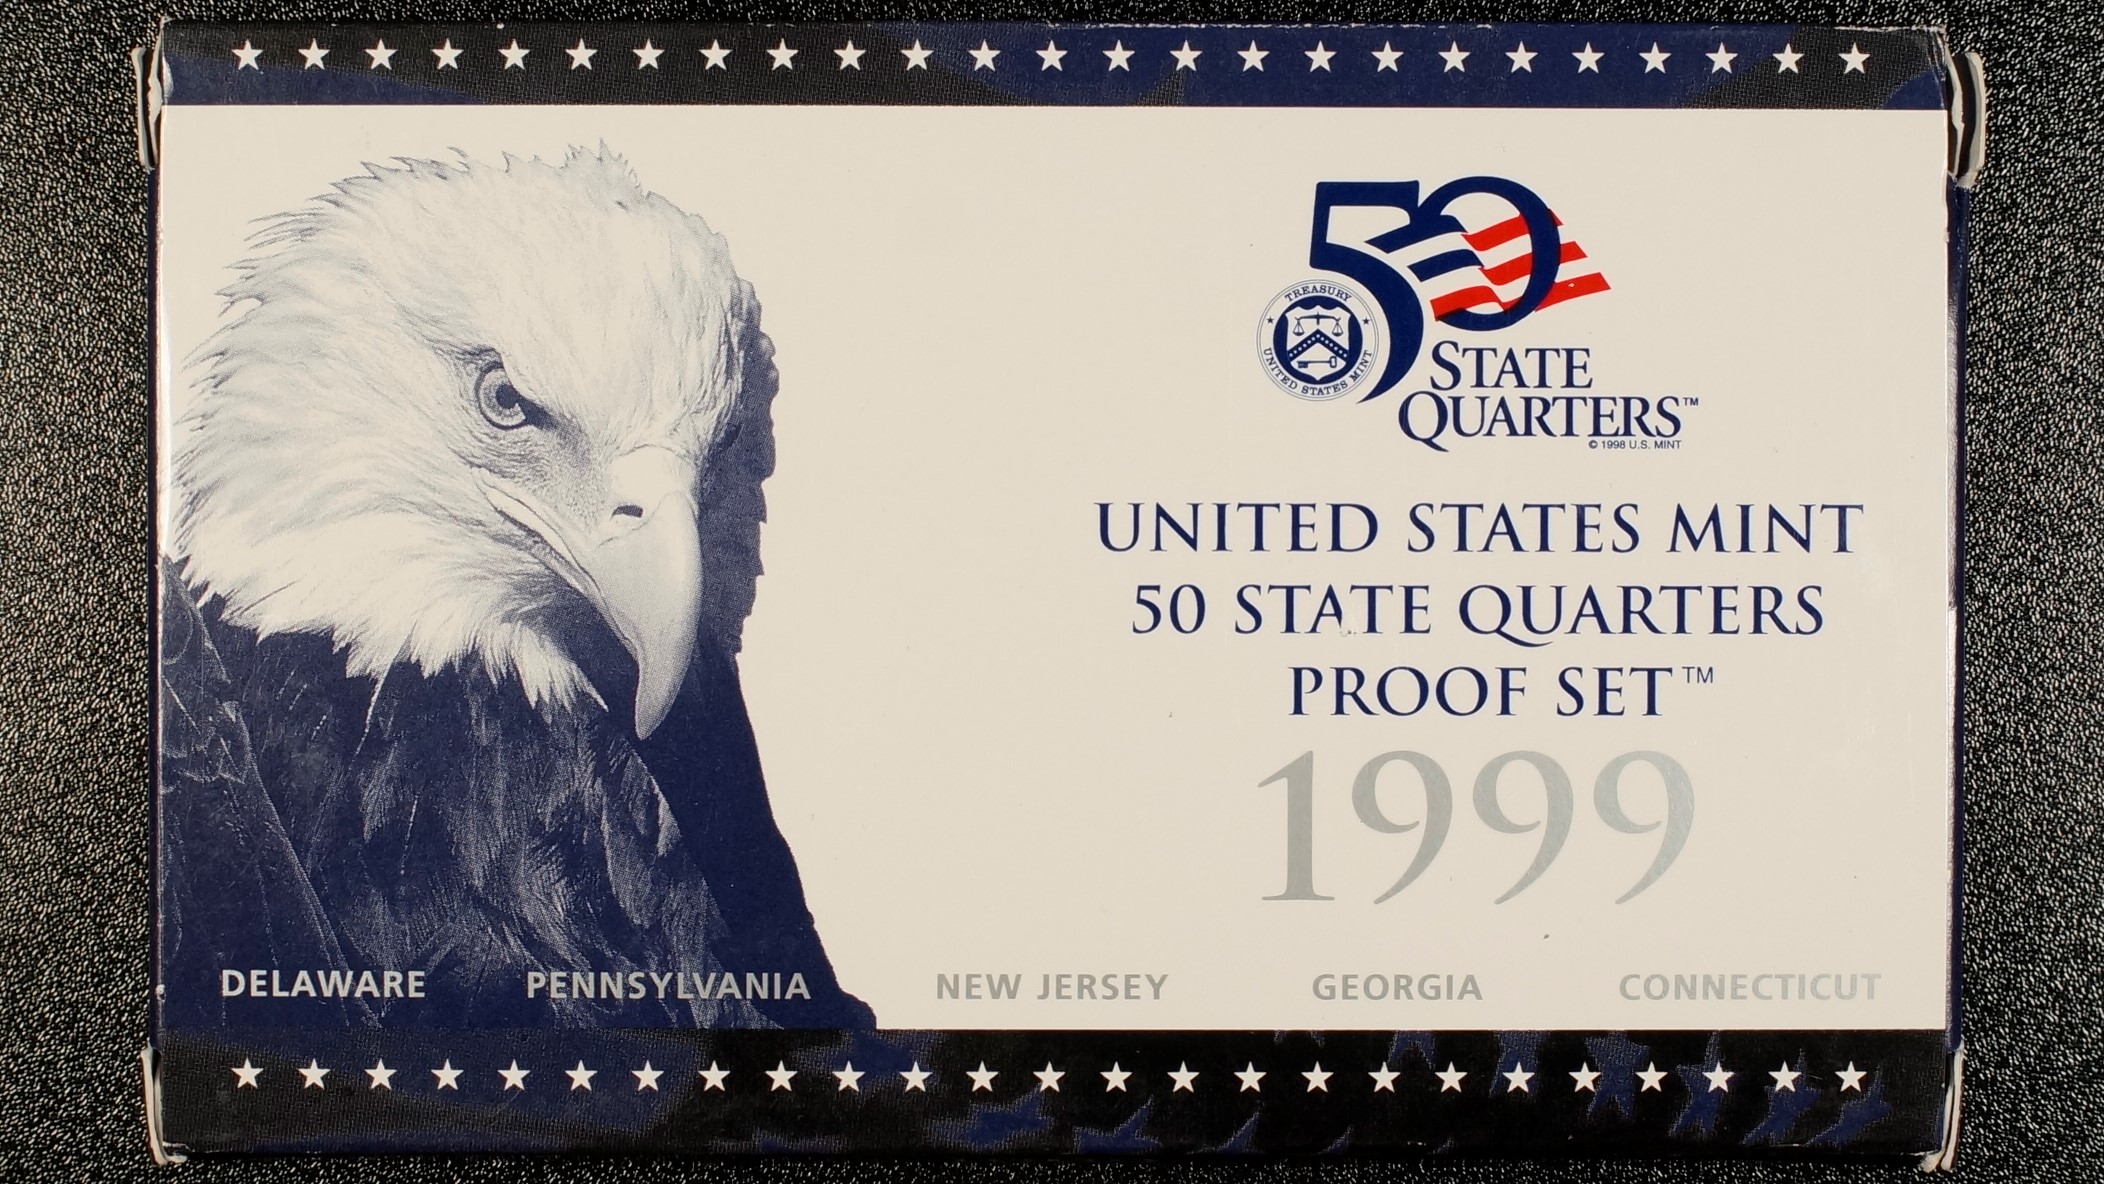 50
TREASURY
UNITED STATES MINT
STATE
QUARTERS™
© 1998 U.S. MINT
UNITED STATES MINT
50 STATE QUARTERS
PROOF SET™
1999
DELAWARE PENNSYLVANIA NEW JERSEY GEORGIA CONNECTICUT